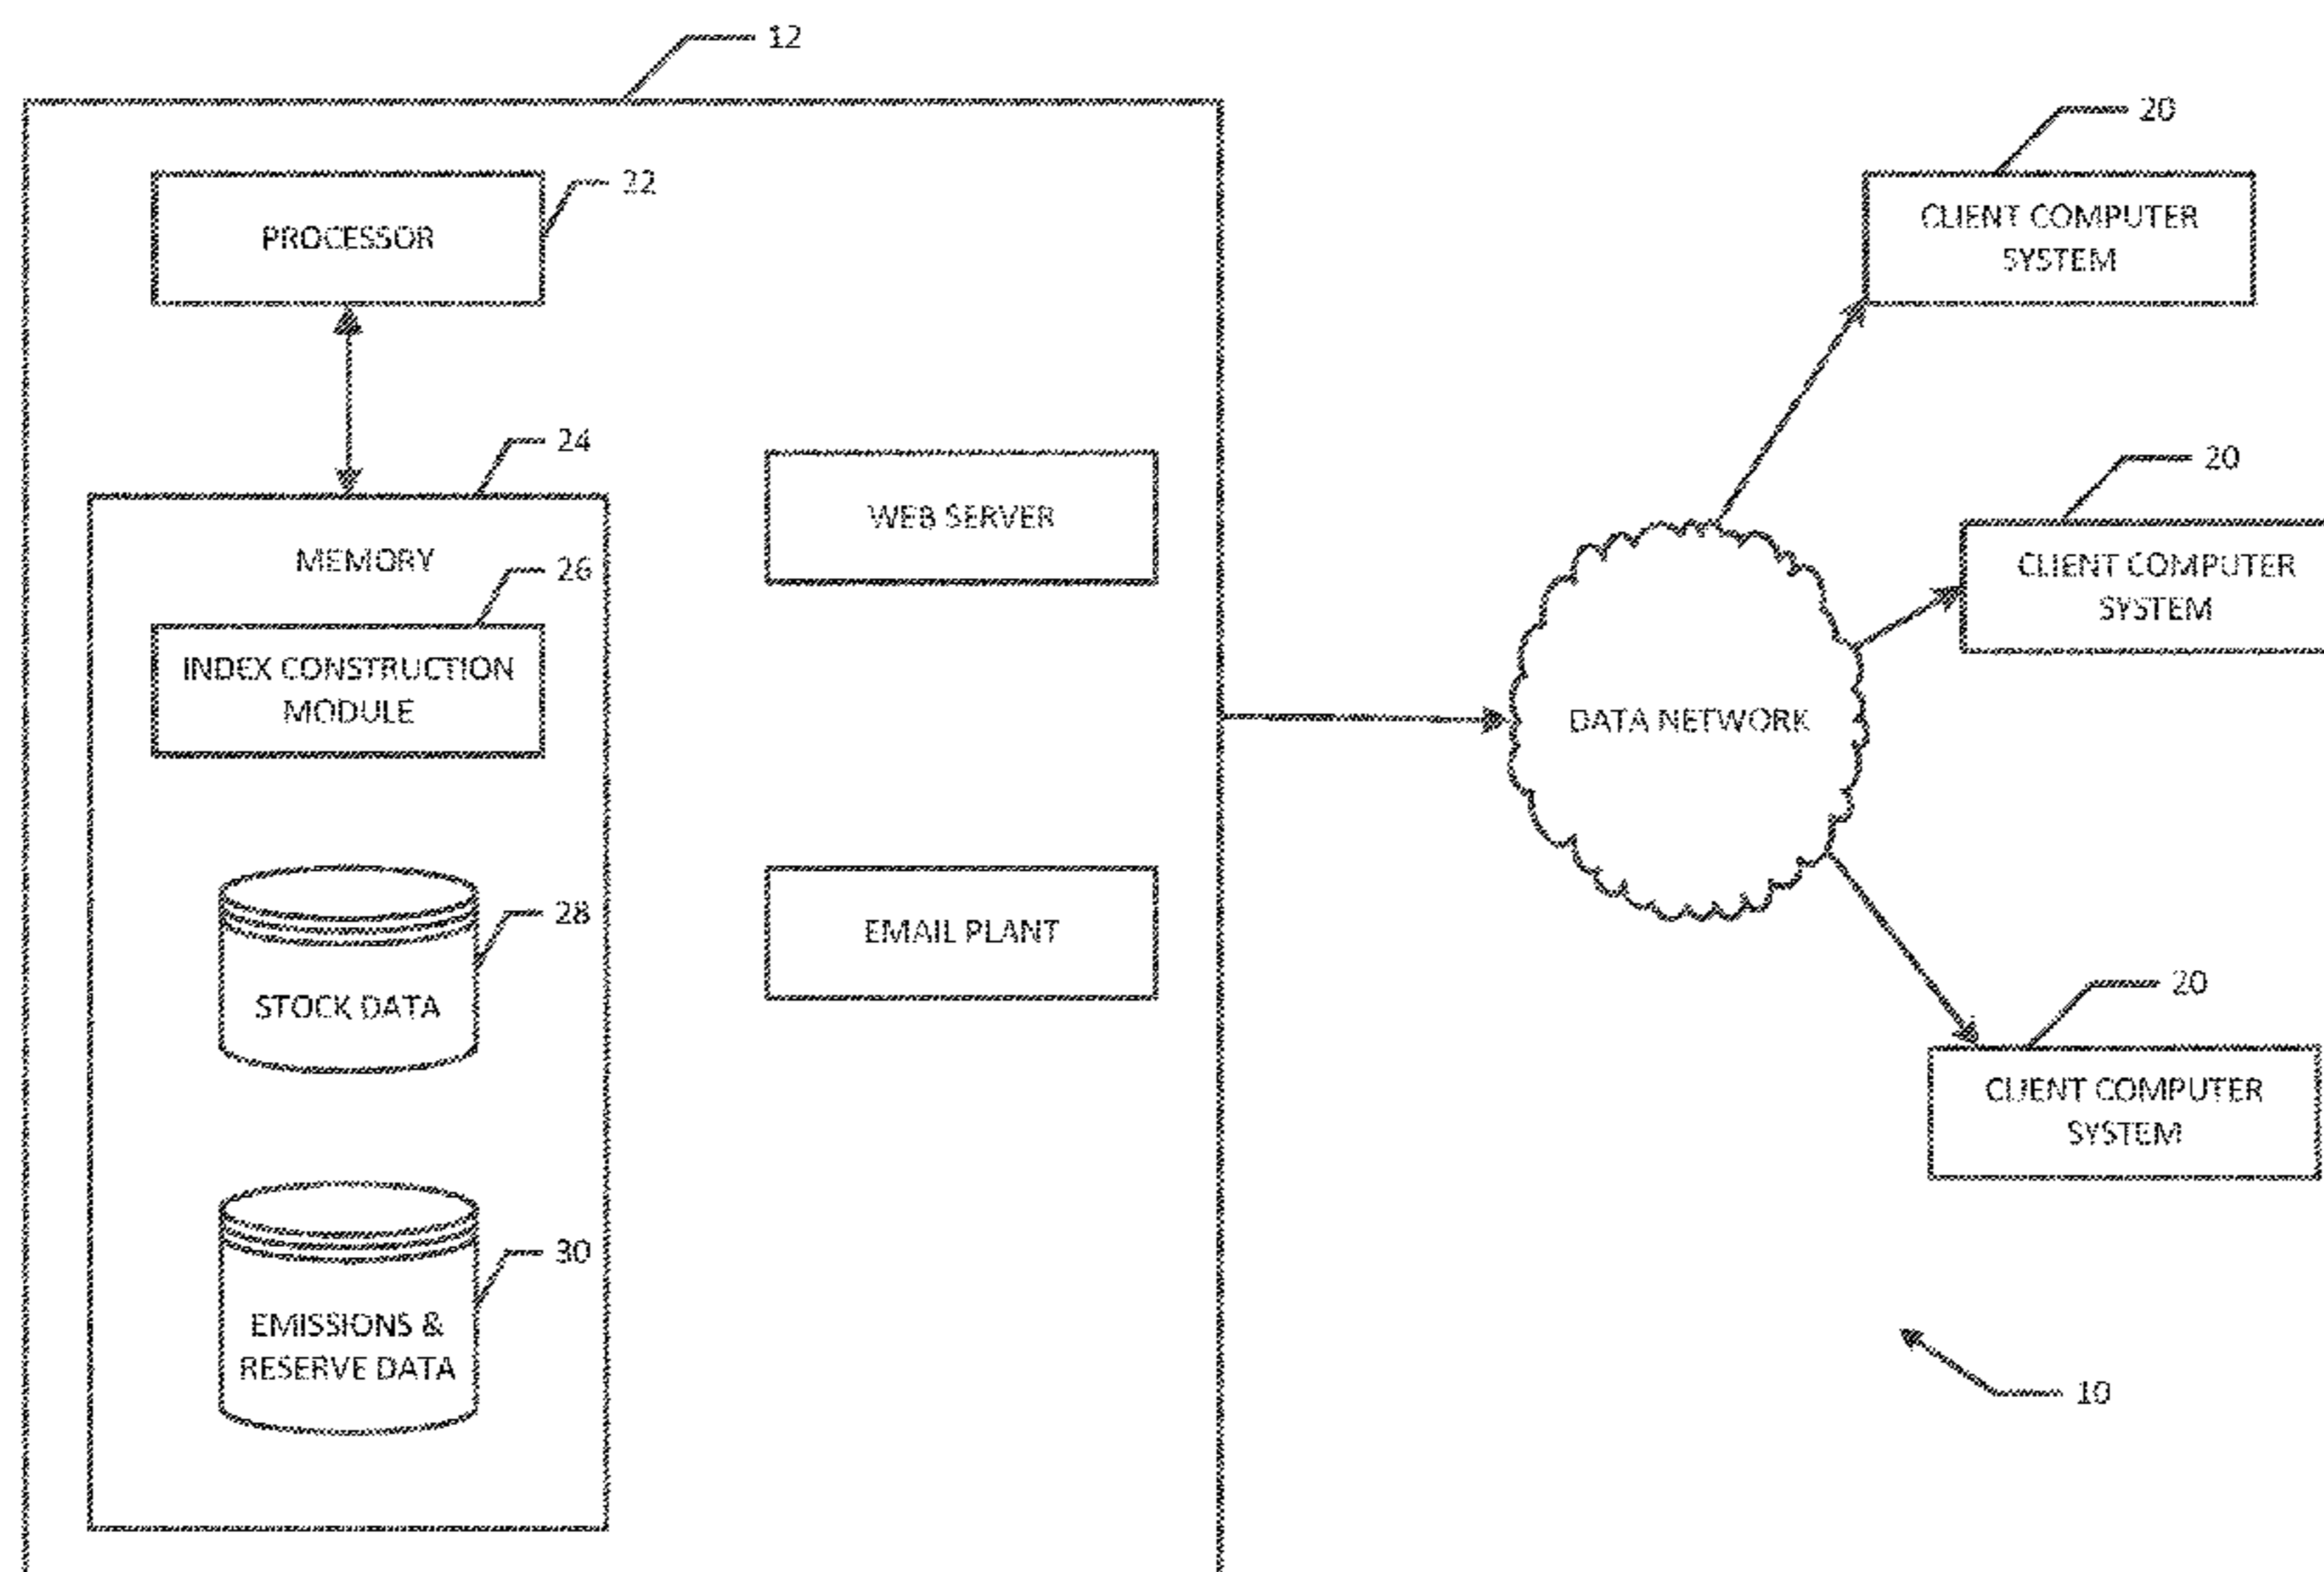 12
20
PROCESSOR
22
CLIENT COMPUTER
SYSTEM
24
20
WEB SERVER
MEMORY
26
CLIENT COMPUTER
SYSTEM
INDEX CONSTRUCTION
MODULE
DATA NETWORK
28
EMAIL PLANT
STOCK DATA
20
CLIENT COMPUTER
SYSTEM
30
EMISSIONS &
RESERVE DATA
10